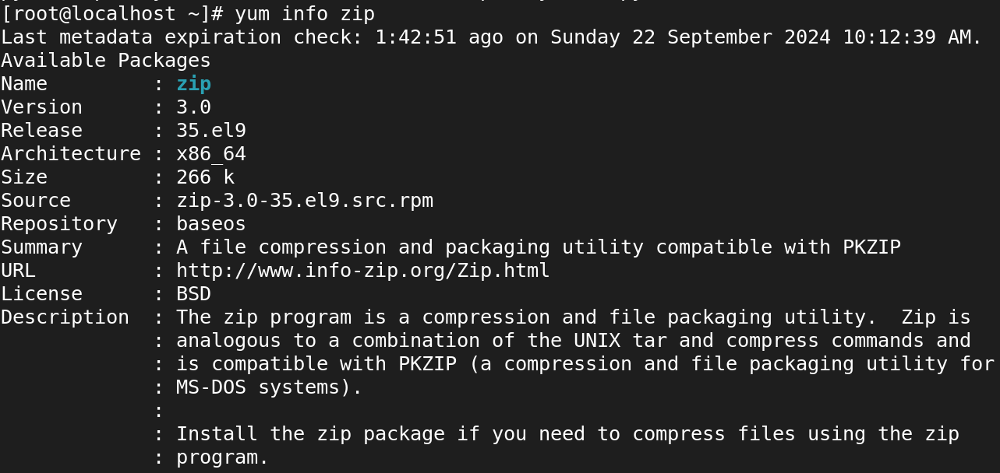 [root@localhost ~]# yum info zip
Last metadata expiration check: 1:42:51 ago on Sunday 22 September 2024 10:12:39 AM.
Available Packages
Name         : zip
Version      : 3.0
Release      : 35.el9
Architecture : x86_64
Size         : 266 k
Source       : zip-3.0-35.el9.src.rpm
Repository   : baseos
Summary      : A file compression and packaging utility compatible with PKZIP
URL          : http://www.info-zip.org/Zip.html
License      : BSD
Description  : The zip program is a compression and file packaging utility.  Zip is
             : analogous to a combination of the UNIX tar and compress commands and
             : is compatible with PKZIP (a compression and file packaging utility for
             : MS-DOS systems).
             :
             : Install the zip package if you need to compress files using the zip
             : program.